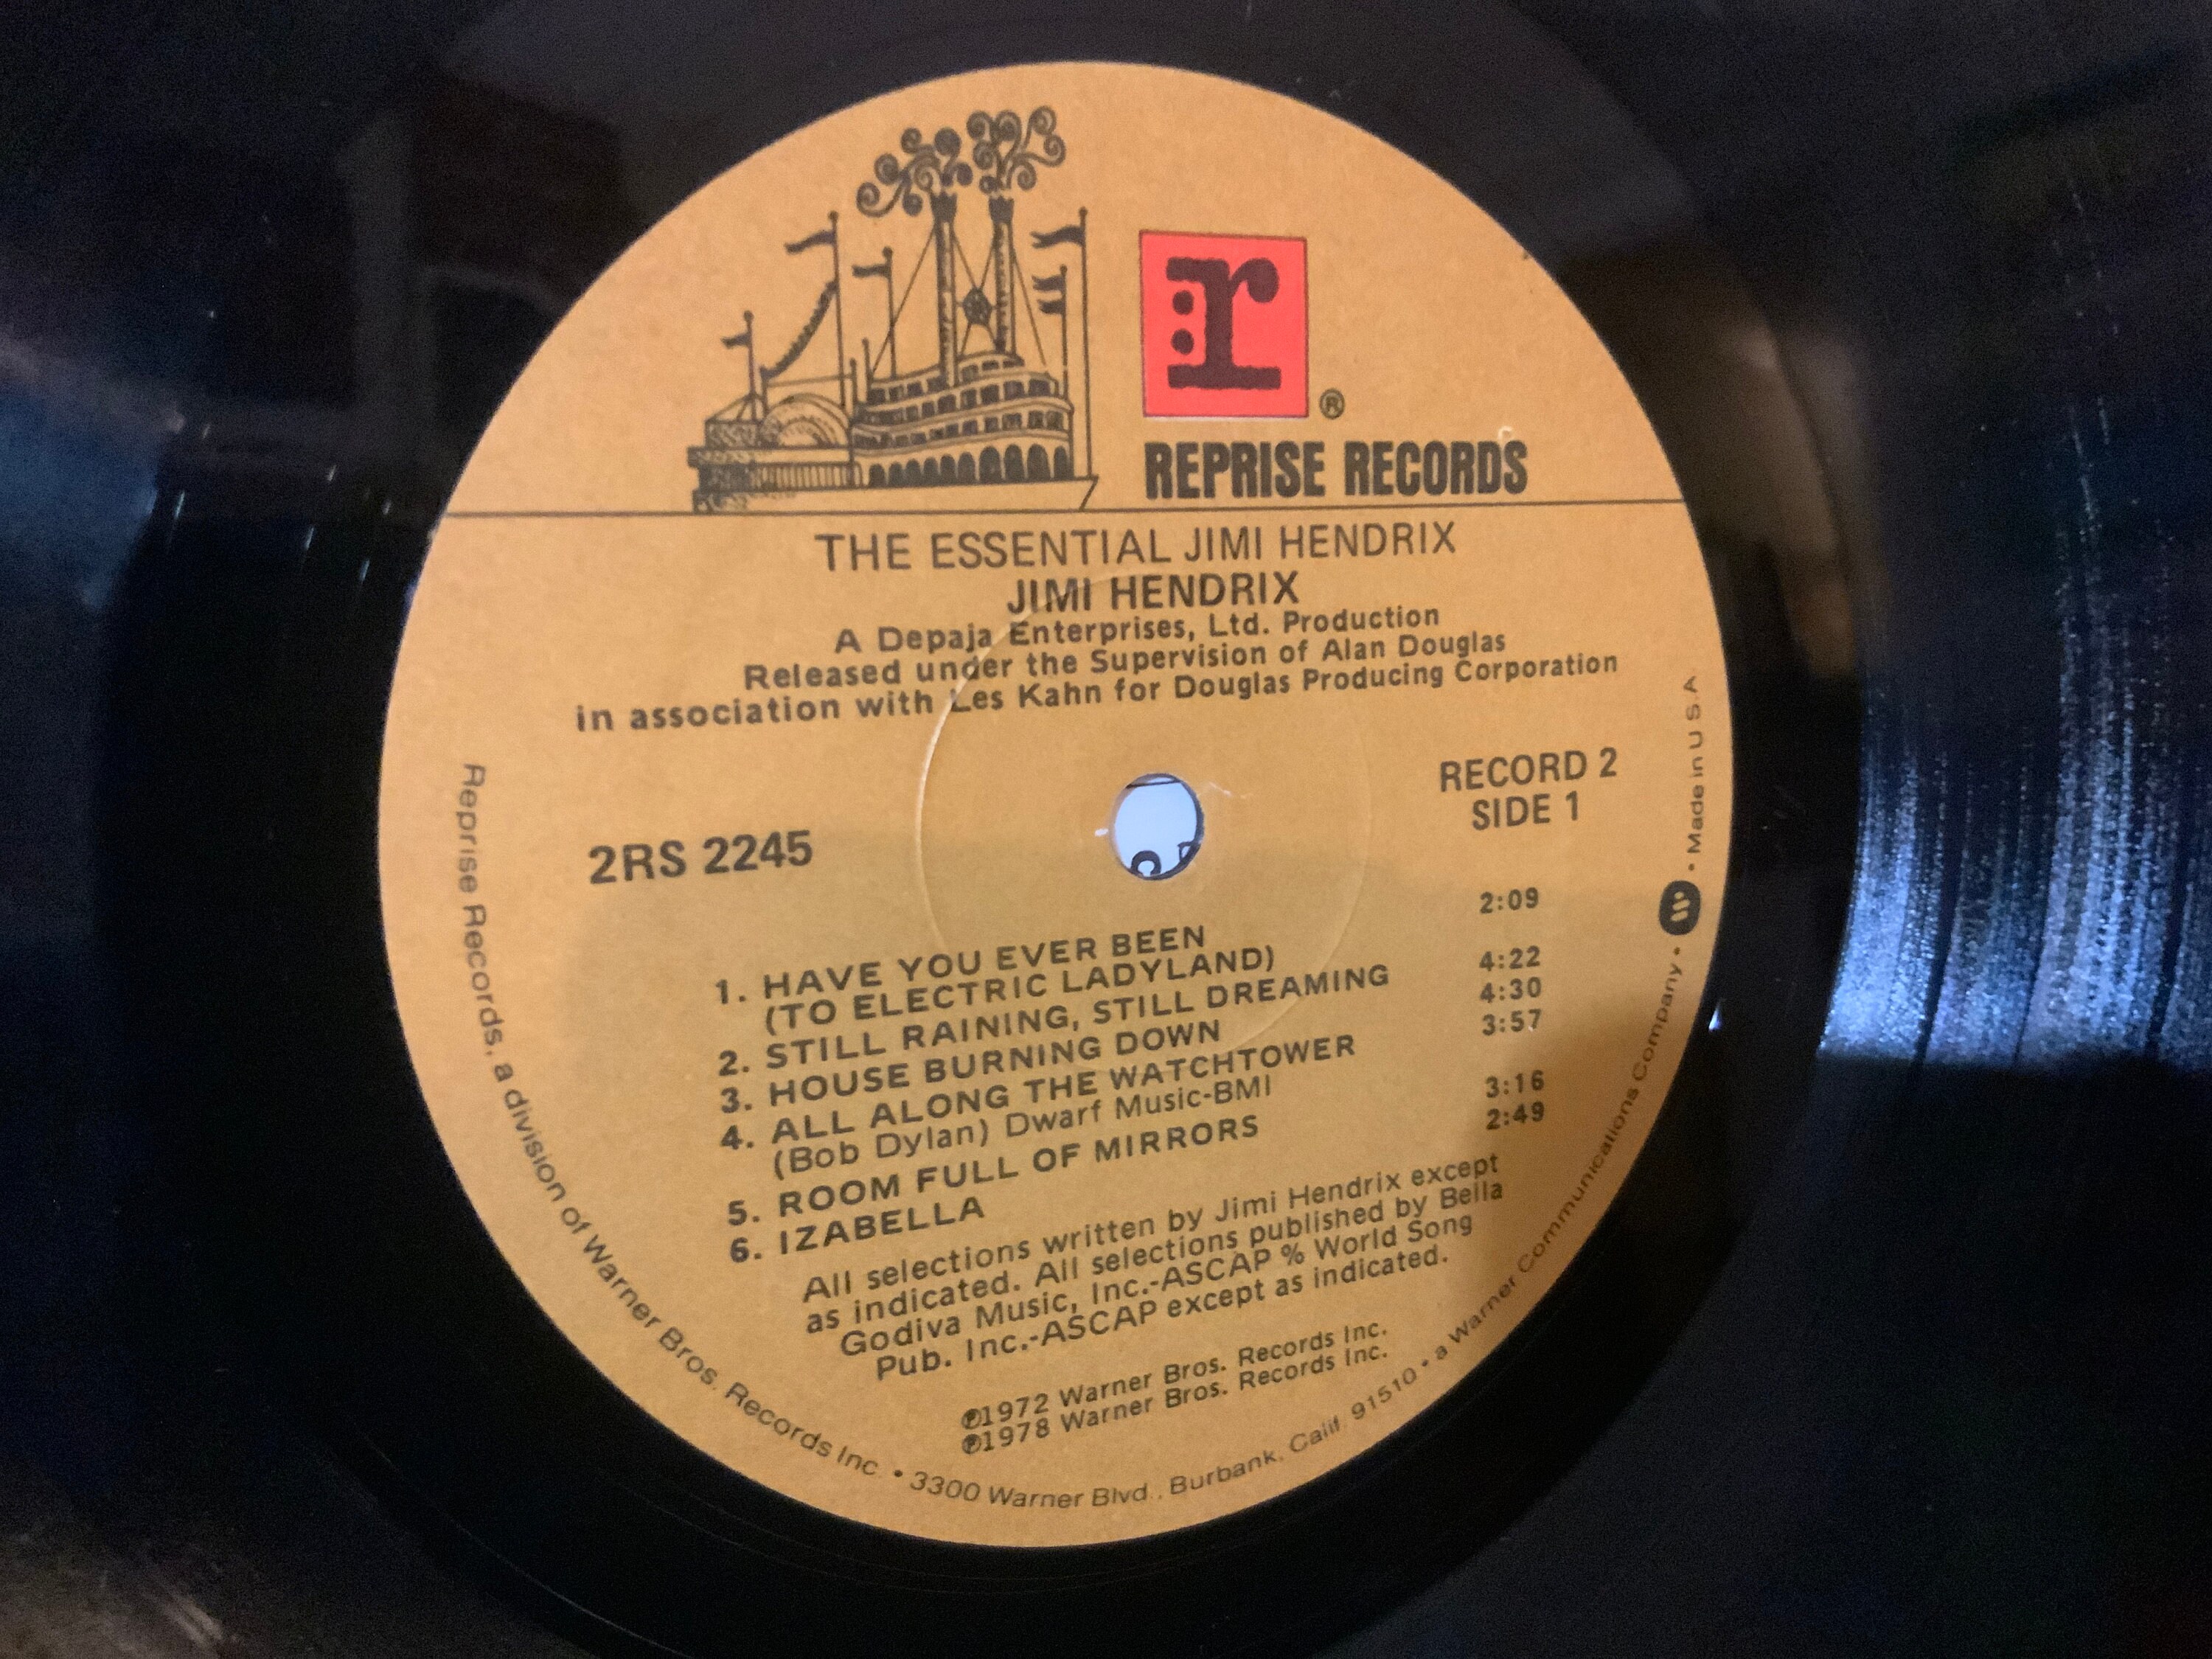 r
®
REPRISE RECORDS
THE ESSENTIAL JIMI HENDRIX
JIMI HENDRIX
A Depaja Enterprises, Ltd. Production
Released under the Supervision of Alan Douglas
in association with Les Kahn for Douglas Producing Corporation
2RS 2245
RECORD 2
SIDE 1
1. HAVE YOU EVER BEEN 2:09
(TO ELECTRIC LADYLAND)
2. STILL RAINING, STILL DREAMING 4:22
3. HOUSE BURNING DOWN 4:30
4. ALL ALONG THE WATCHTOWER 3:57
(Bob Dylan) Dwarf Music-BMI
5. ROOM FULL OF MIRRORS 3:16
6. IZABELLA 2:49
All selections written by Jimi Hendrix except
as indicated. All selections published by Bella
Godiva Music, Inc.-ASCAP % World Song
Pub. Inc.-ASCAP except as indicated.
℗1972 Warner Bros. Records Inc.
℗1978 Warner Bros. Records Inc.
Reprise Records, a division of Warner Bros. Records Inc. • 3300 Warner Blvd., Burbank, Calif. 91510 • a Warner Communications Company • W • Made in U.S.A